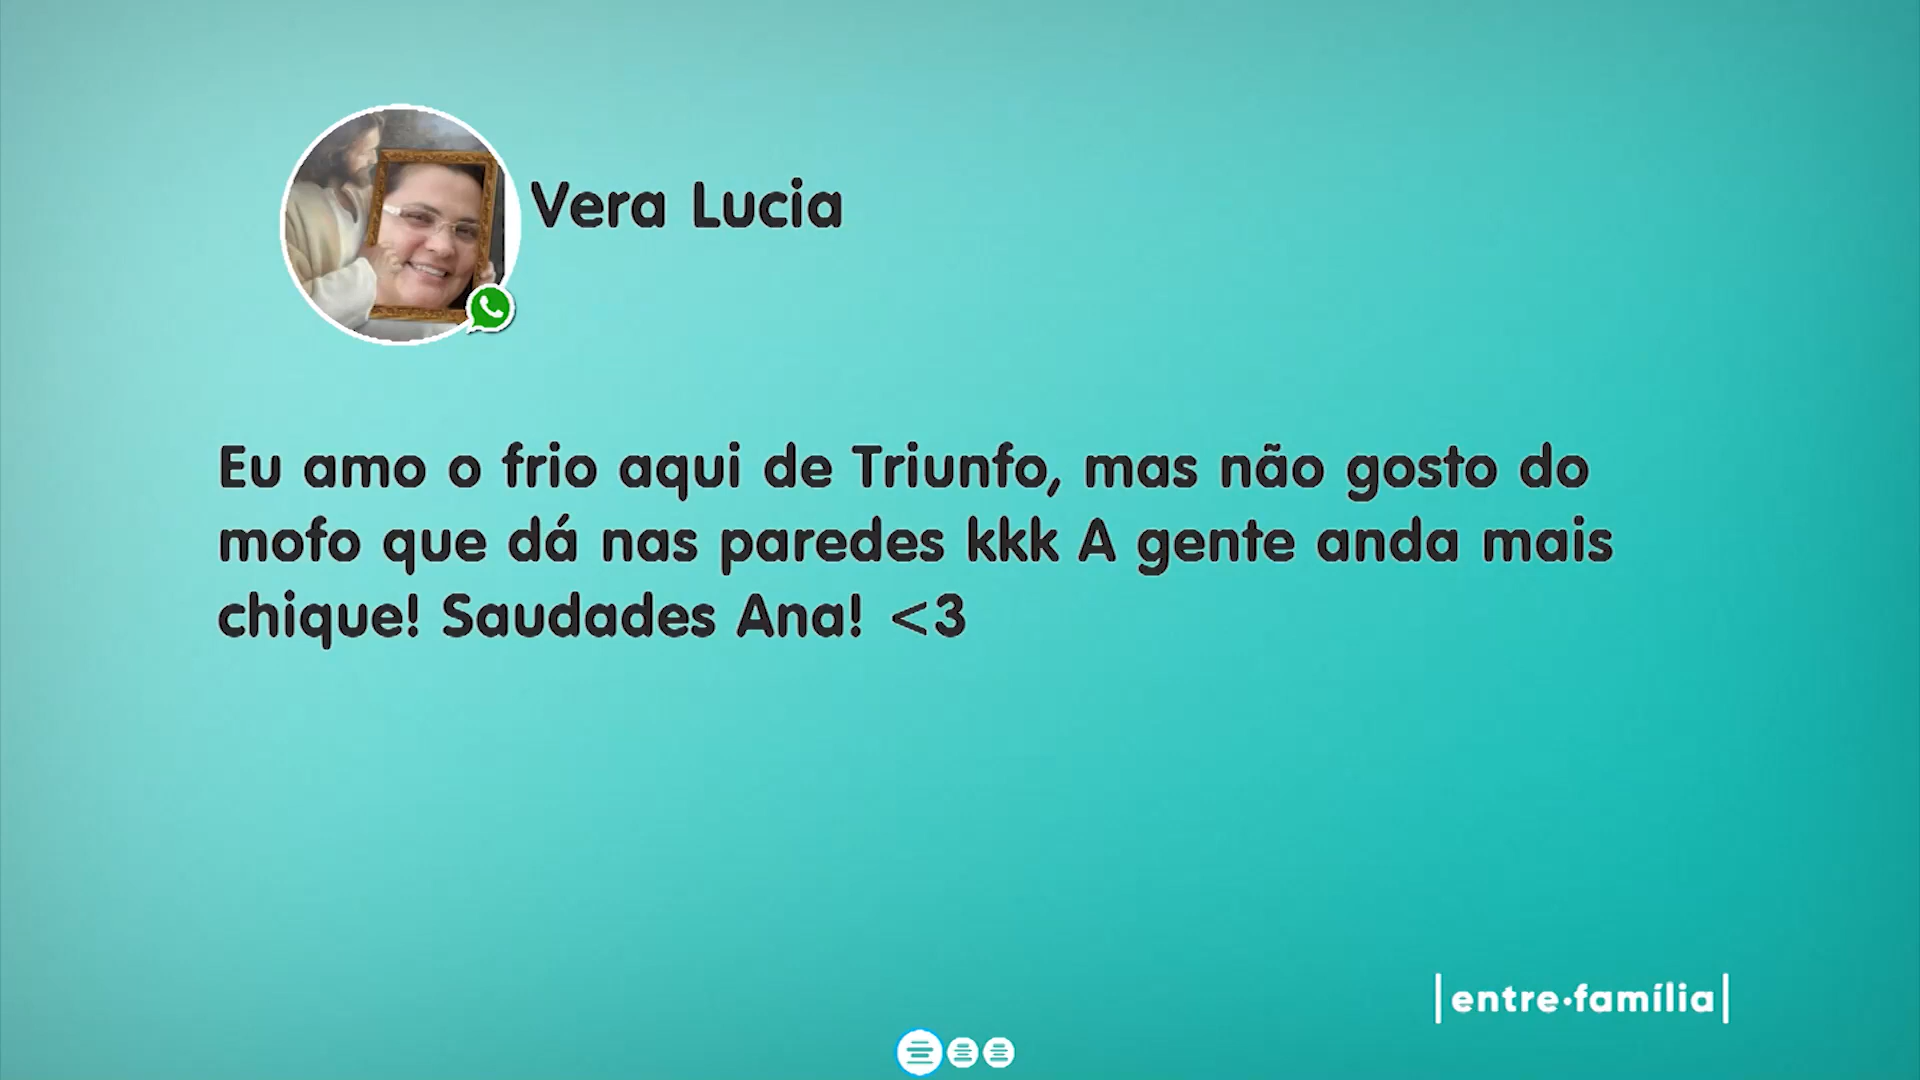 Vera Lucia
Eu amo o frio aqui de Triunfo, mas não gosto do
mofo que dá nas paredes kkk A gente anda mais
chique! Saudades Ana! <3
|entre•família|